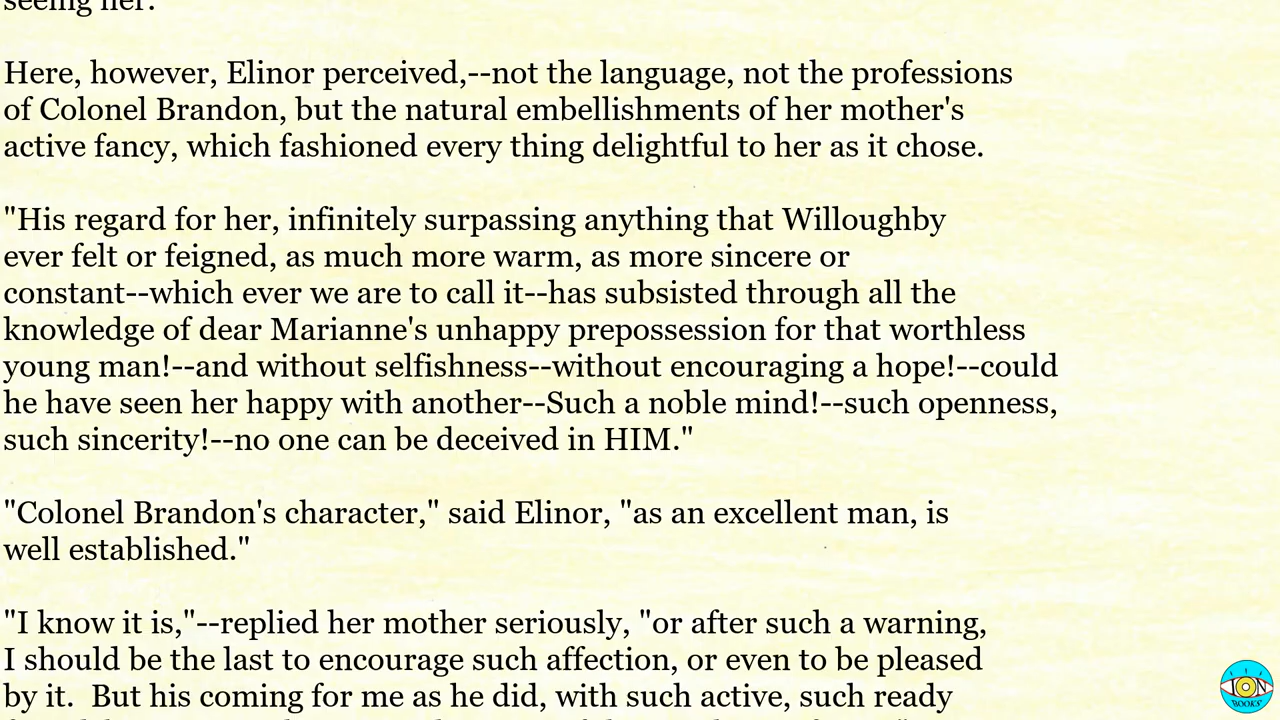 seeing her.
Here, however, Elinor perceived,--not the language, not the professions
of Colonel Brandon, but the natural embellishments of her mother's
active fancy, which fashioned every thing delightful to her as it chose.
"His regard for her, infinitely surpassing anything that Willoughby
ever felt or feigned, as much more warm, as more sincere or
constant--which ever we are to call it--has subsisted through all the
knowledge of dear Marianne's unhappy prepossession for that worthless
young man!--and without selfishness--without encouraging a hope!--could
he have seen her happy with another--Such a noble mind!--such openness,
such sincerity!--no one can be deceived in HIM."
"Colonel Brandon's character," said Elinor, "as an excellent man, is
well established."
"I know it is,"--replied her mother seriously, "or after such a warning,
I should be the last to encourage such affection, or even to be pleased
by it.  But his coming for me as he did, with such active, such ready
ION
BOOKS